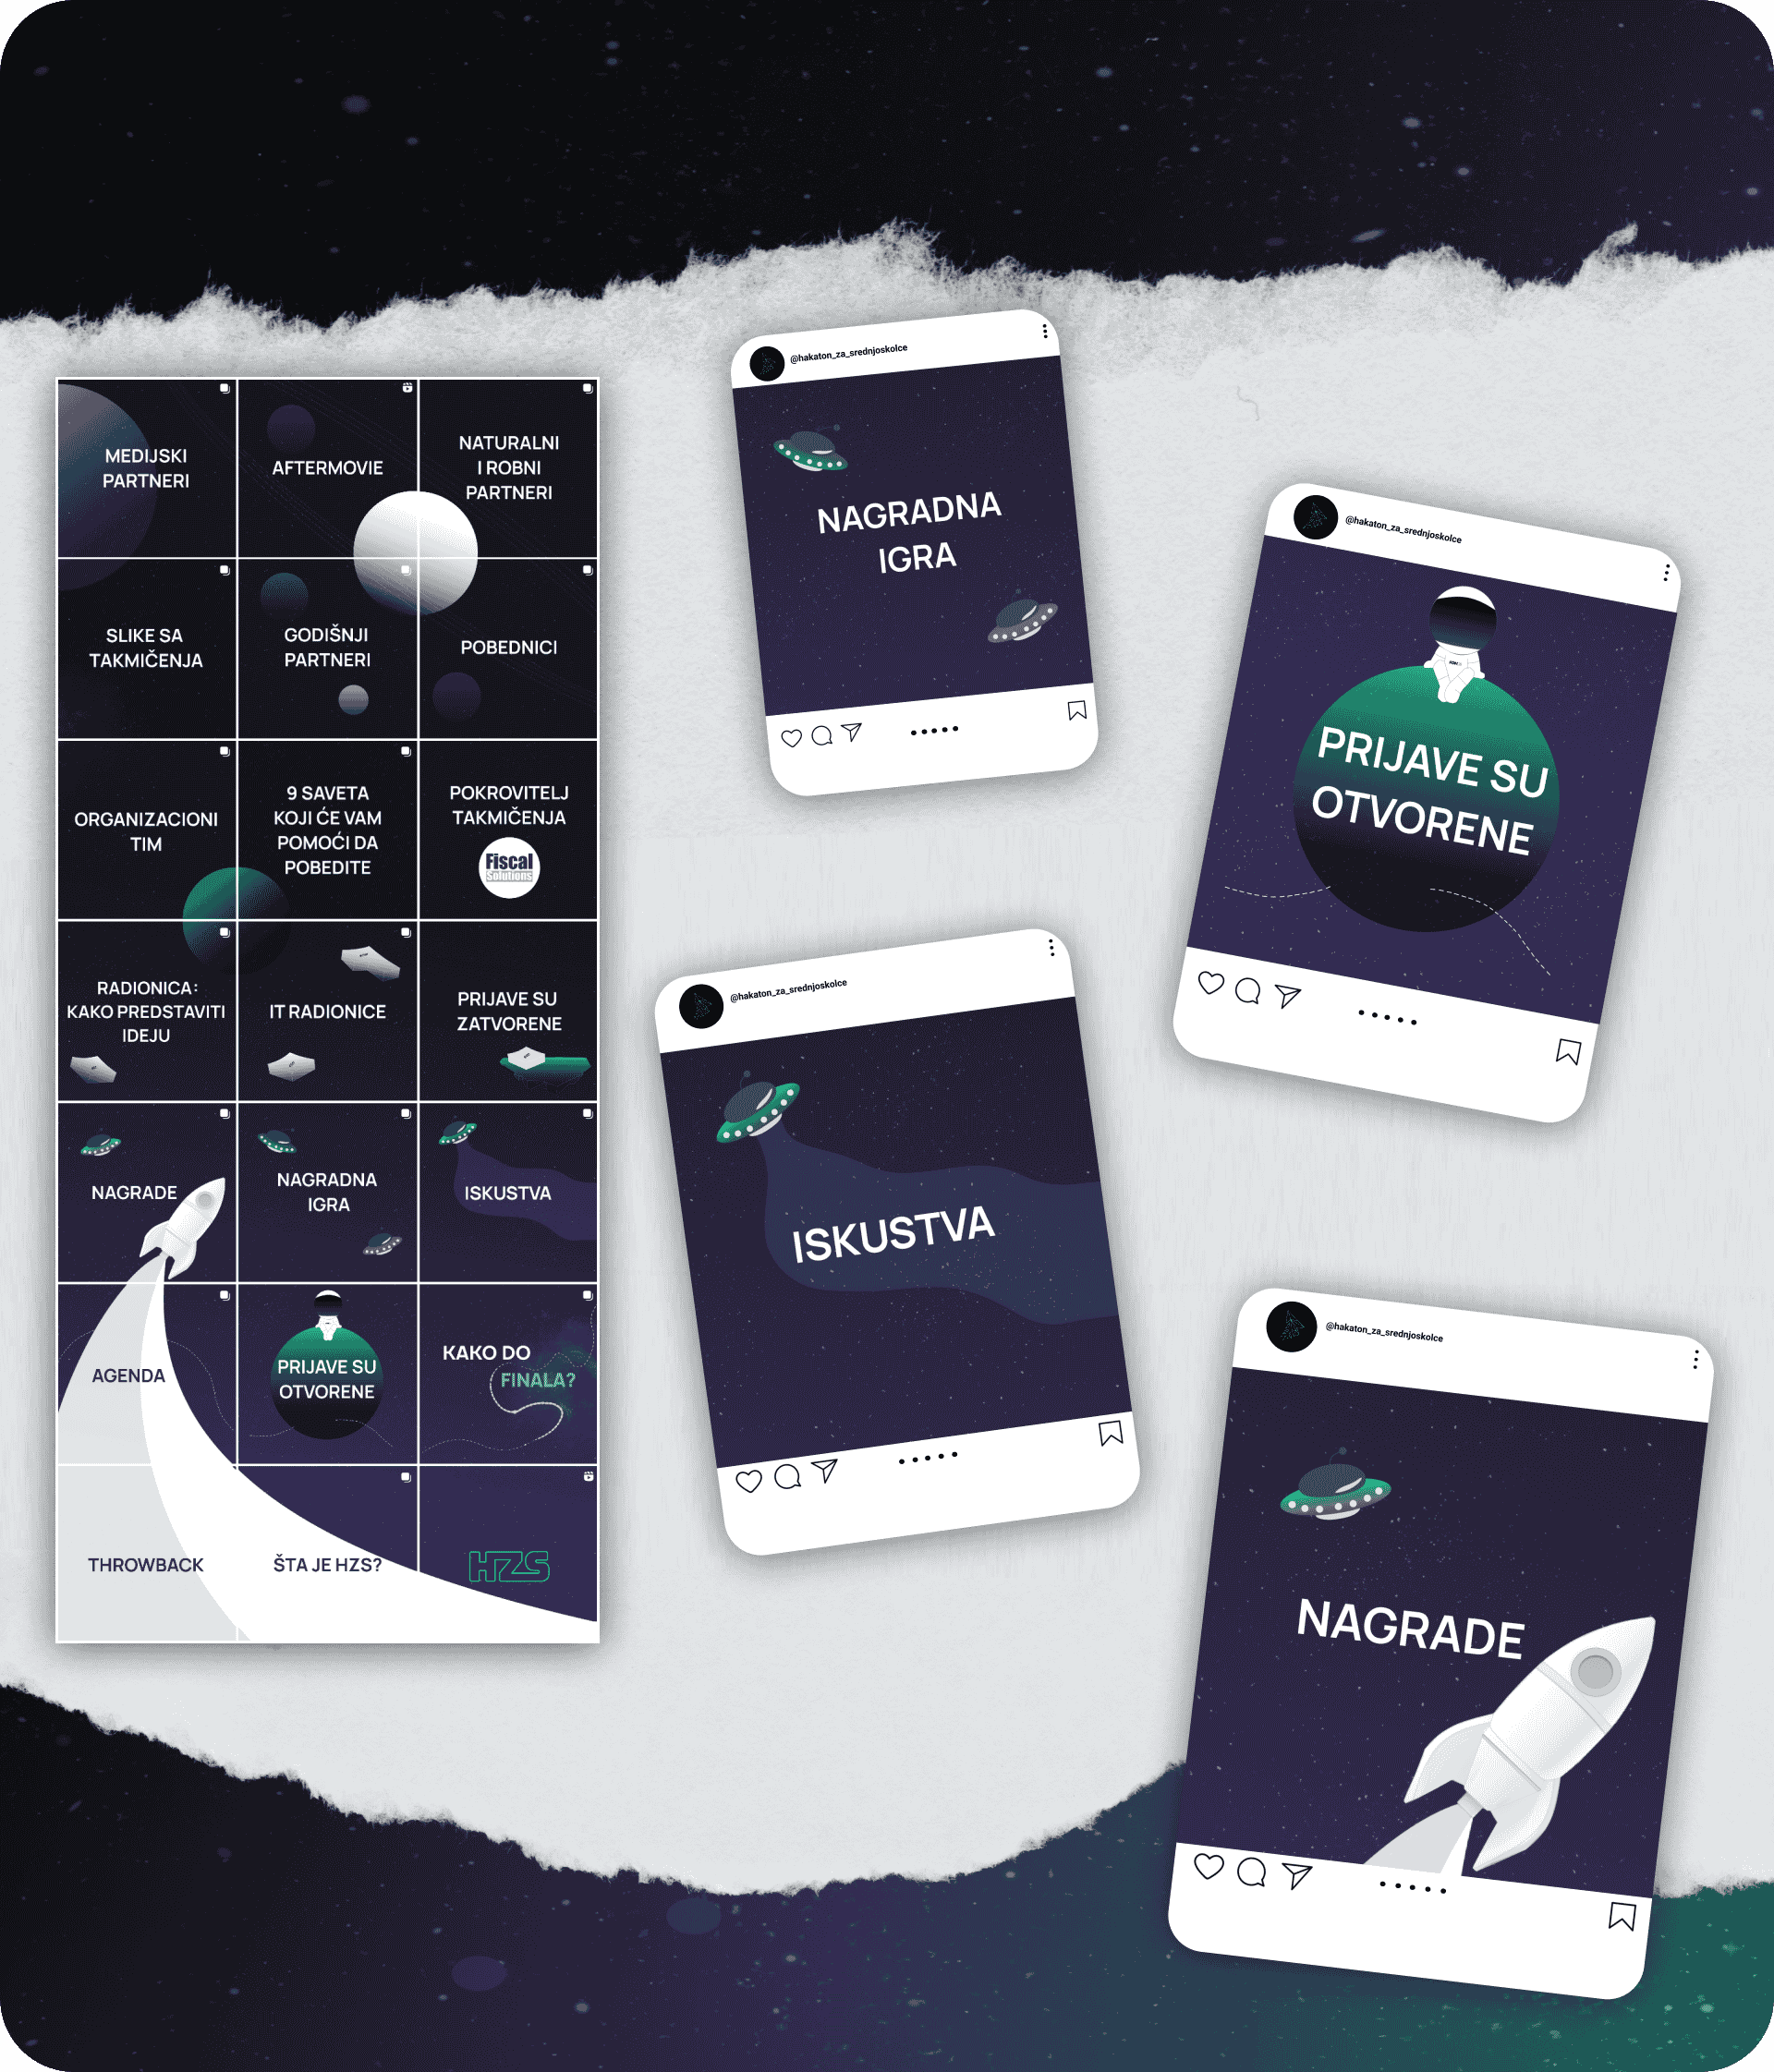 MEDIJSKI
PARTNERI
AFTERMOVIE
NATURALNI
I ROBNI
PARTNERI
SLIKE SA
TAKMIČENJA
GODIŠNJI
PARTNERI
POBEDNICI
ORGANIZACIONI
TIM
9 SAVETA
KOJI ĆE VAM
POMOĆI DA
POBEDITE
POKROVITELJ
TAKMIČENJA
Fiscal
Solutions
RADIONICA:
KAKO PREDSTAVITI
IDEJU
IT RADIONICE
PRIJAVE SU
ZATVORENE
NAGRADE
NAGRADNA
IGRA
ISKUSTVA
AGENDA
PRIJAVE SU
OTVORENE
KAKO DO
FINALA?
THROWBACK
ŠTA JE HZS?
HZS
@hakaton_za_srednjoskolce
NAGRADNA
IGRA
@hakaton_za_srednjoskolce
PRIJAVE SU
OTVORENE
@hakaton_za_srednjoskolce
ISKUSTVA
@hakaton_za_srednjoskolce
NAGRADE